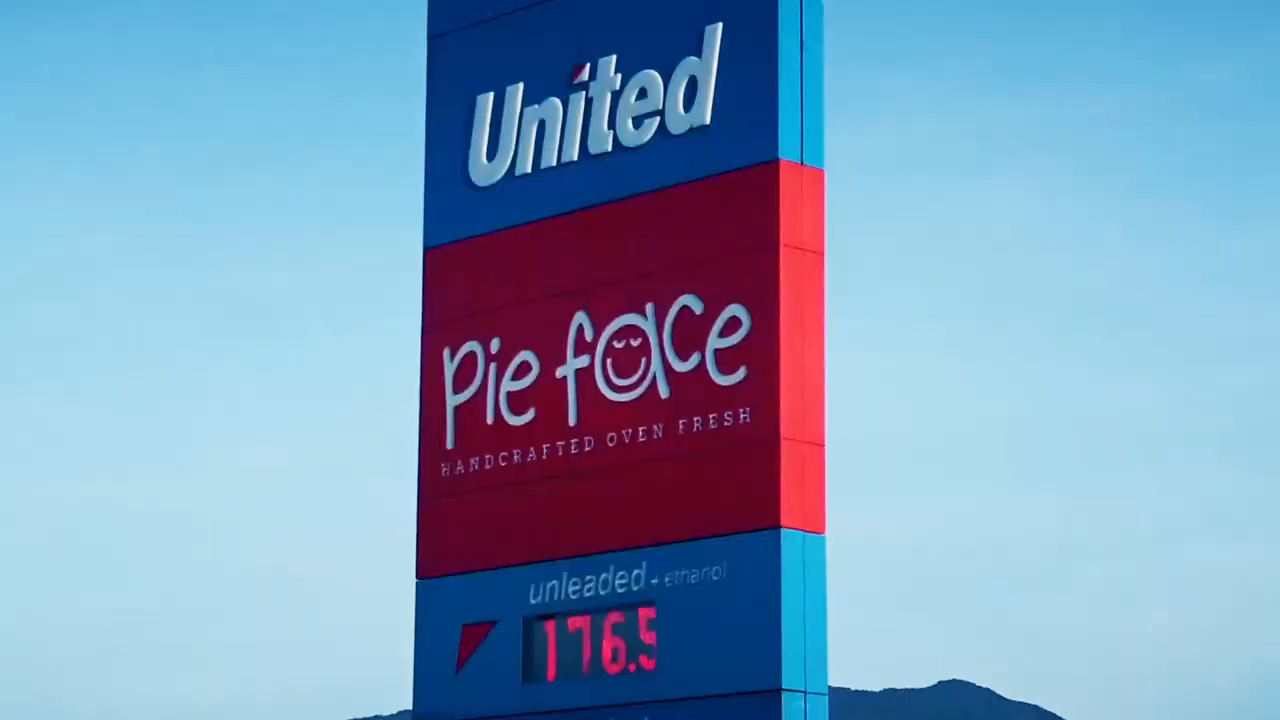 United
Pie face
HANDCRAFTED OVEN FRESH
unleaded + ethanol
176.5